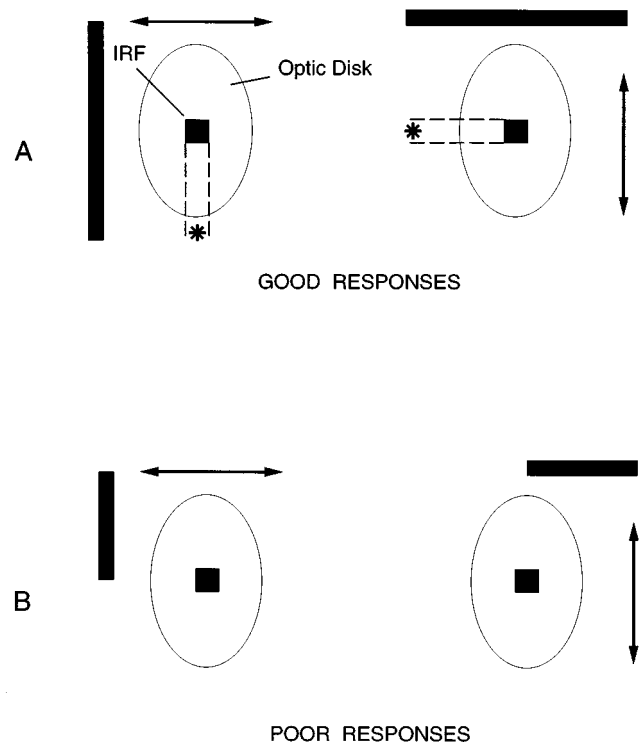 IRF
Optic Disk
A
GOOD RESPONSES
B
POOR RESPONSES